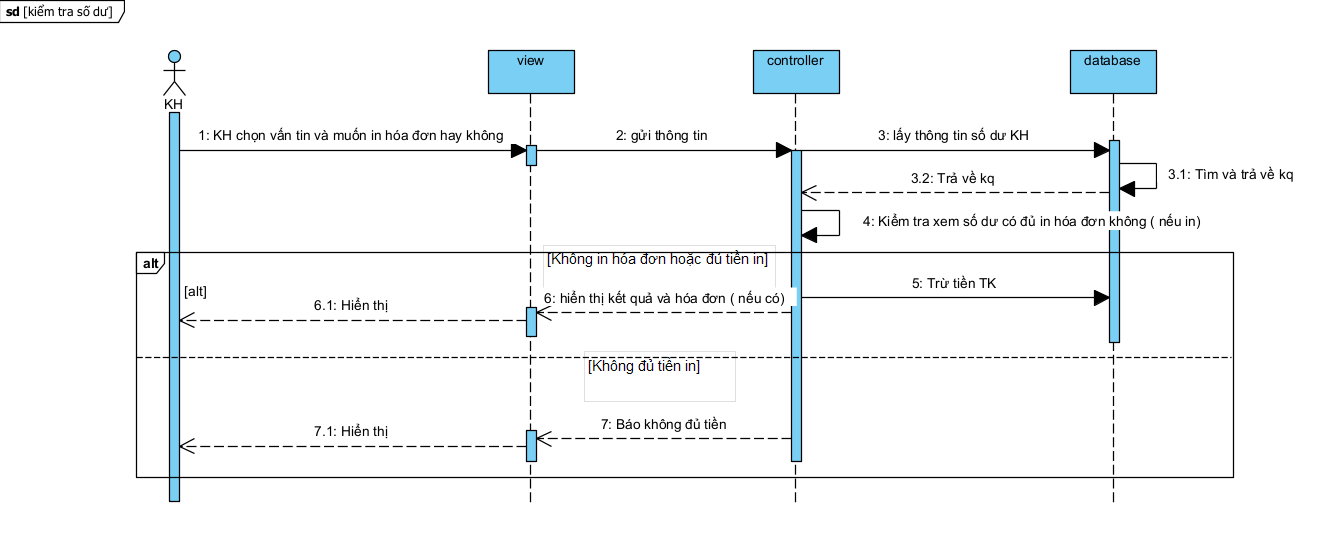 sd [kiểm tra số dư]
KH
view
controller
database
1: KH chọn vấn tin và muốn in hóa đơn hay không
2: gửi thông tin
3: lấy thông tin số dư KH
3.1: Tìm và trả về kq
3.2: Trả về kq
4: Kiểm tra xem số dư có đủ in hóa đơn không ( nếu in)
alt
[Không in hóa đơn hoặc đủ tiền in]
5: Trừ tiền TK
[alt]
6: hiển thị kết quả và hóa đơn ( nếu có)
6.1: Hiển thị
[Không đủ tiền in]
7: Báo không đủ tiền
7.1: Hiển thị